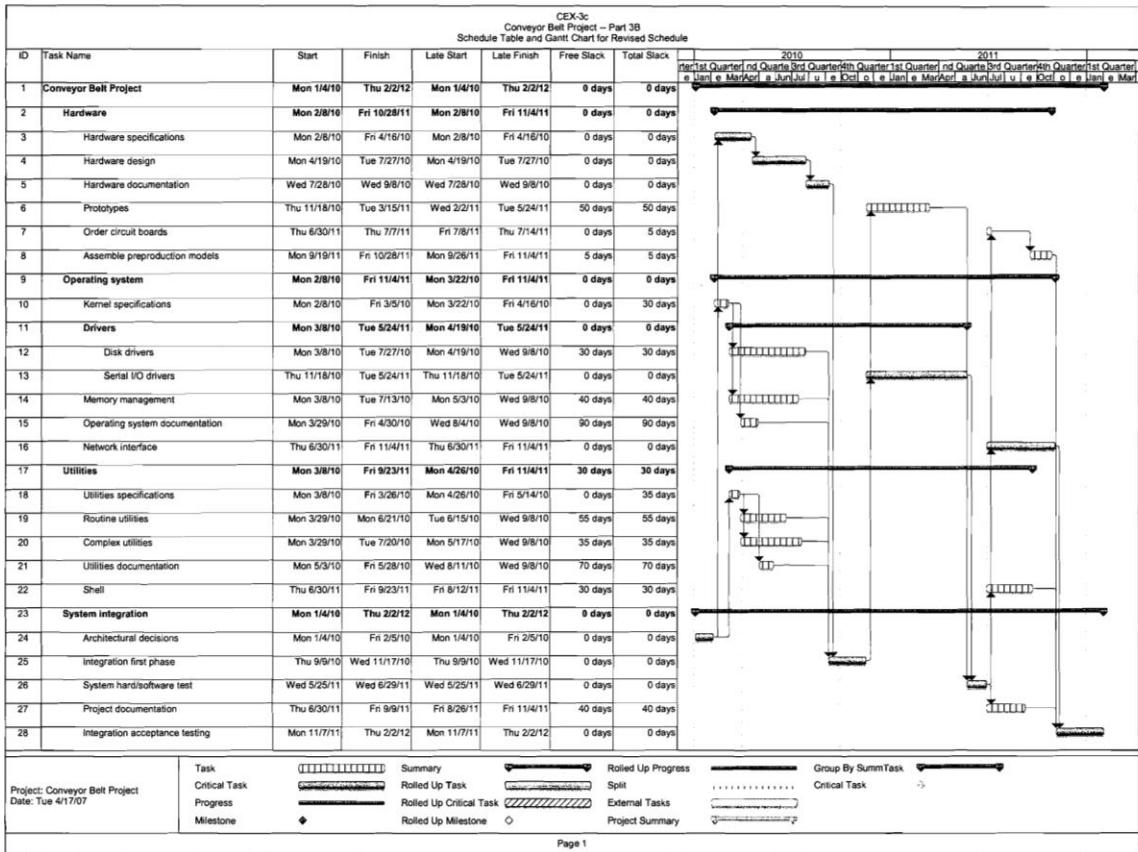 CEX-3c
Conveyor Belt Project -- Part 3B
Schedule Table and Gantt Chart for Revised Schedule
ID Task Name Start Finish Late Start Late Finish Free Slack Total Slack 2010 2011
1st Quarter nd Quarte 3rd Quarter 4th Quarter 1st Quarter nd Quarte 3rd Quarter 4th Quarter 1st Quarter
e Jan e Mar Apr a Jun Jul u e Oct o e Jan e Mar Apr a Jun Jul u e Oct o e Jan e Mar
1 Conveyor Belt Project Mon 1/4/10 Thu 2/2/12 Mon 1/4/10 Thu 2/2/12 0 days 0 days
2 Hardware Mon 2/8/10 Fri 10/28/11 Mon 2/8/10 Fri 11/4/11 0 days 0 days
3 Hardware specifications Mon 2/8/10 Fri 4/16/10 Mon 2/8/10 Fri 4/16/10 0 days 0 days
4 Hardware design Mon 4/19/10 Tue 7/27/10 Mon 4/19/10 Tue 7/27/10 0 days 0 days
5 Hardware documentation Wed 7/28/10 Wed 9/8/10 Wed 7/28/10 Wed 9/8/10 0 days 0 days
6 Prototypes Thu 11/18/10 Tue 3/15/11 Wed 2/2/11 Tue 5/24/11 50 days 50 days
7 Order circuit boards Thu 6/30/11 Thu 7/7/11 Fri 7/8/11 Thu 7/14/11 0 days 5 days
8 Assemble preproduction models Mon 9/19/11 Fri 10/28/11 Mon 9/26/11 Fri 11/4/11 5 days 5 days
9 Operating system Mon 2/8/10 Fri 11/4/11 Mon 3/22/10 Fri 11/4/11 0 days 0 days
10 Kernel specifications Mon 2/8/10 Fri 3/5/10 Mon 3/22/10 Fri 4/16/10 0 days 30 days
11 Drivers Mon 3/8/10 Tue 5/24/11 Mon 4/19/10 Tue 5/24/11 0 days 0 days
12 Disk drivers Mon 3/8/10 Tue 7/27/10 Mon 4/19/10 Wed 9/8/10 30 days 30 days
13 Serial I/O drivers Thu 11/18/10 Tue 5/24/11 Thu 11/18/10 Tue 5/24/11 0 days 0 days
14 Memory management Mon 3/8/10 Tue 7/13/10 Mon 5/3/10 Wed 9/8/10 40 days 40 days
15 Operating system documentation Mon 3/29/10 Fri 4/30/10 Wed 8/4/10 Wed 9/8/10 90 days 90 days
16 Network interface Thu 6/30/11 Fri 11/4/11 Thu 6/30/11 Fri 11/4/11 0 days 0 days
17 Utilities Mon 3/8/10 Fri 9/23/11 Mon 4/26/10 Fri 11/4/11 30 days 30 days
18 Utilities specifications Mon 3/8/10 Fri 3/26/10 Mon 4/26/10 Fri 5/14/10 0 days 35 days
19 Routine utilities Mon 3/29/10 Mon 6/21/10 Tue 6/15/10 Wed 9/8/10 55 days 55 days
20 Complex utilities Mon 3/29/10 Tue 7/20/10 Mon 5/17/10 Wed 9/8/10 35 days 35 days
21 Utilities documentation Mon 5/3/10 Fri 5/28/10 Wed 8/11/10 Wed 9/8/10 70 days 70 days
22 Shell Thu 6/30/11 Fri 9/23/11 Fri 8/12/11 Fri 11/4/11 30 days 30 days
23 System integration Mon 1/4/10 Thu 2/2/12 Mon 1/4/10 Thu 2/2/12 0 days 0 days
24 Architectural decisions Mon 1/4/10 Fri 2/5/10 Mon 1/4/10 Fri 2/5/10 0 days 0 days
25 Integration first phase Thu 9/9/10 Wed 11/17/10 Thu 9/9/10 Wed 11/17/10 0 days 0 days
26 System hard/software test Wed 5/25/11 Wed 6/29/11 Wed 5/25/11 Wed 6/29/11 0 days 0 days
27 Project documentation Thu 6/30/11 Fri 9/9/11 Fri 8/26/11 Fri 11/4/11 40 days 40 days
28 Integration acceptance testing Mon 11/7/11 Thu 2/2/12 Mon 11/7/11 Thu 2/2/12 0 days 0 days
Project: Conveyor Belt Project
Date: Tue 4/17/07
Task Summary Rolled Up Progress Group By SummTask
Critical Task Rolled Up Task Split Critical Task
Progress Rolled Up Critical Task External Tasks
Milestone Rolled Up Milestone Project Summary
Page 1